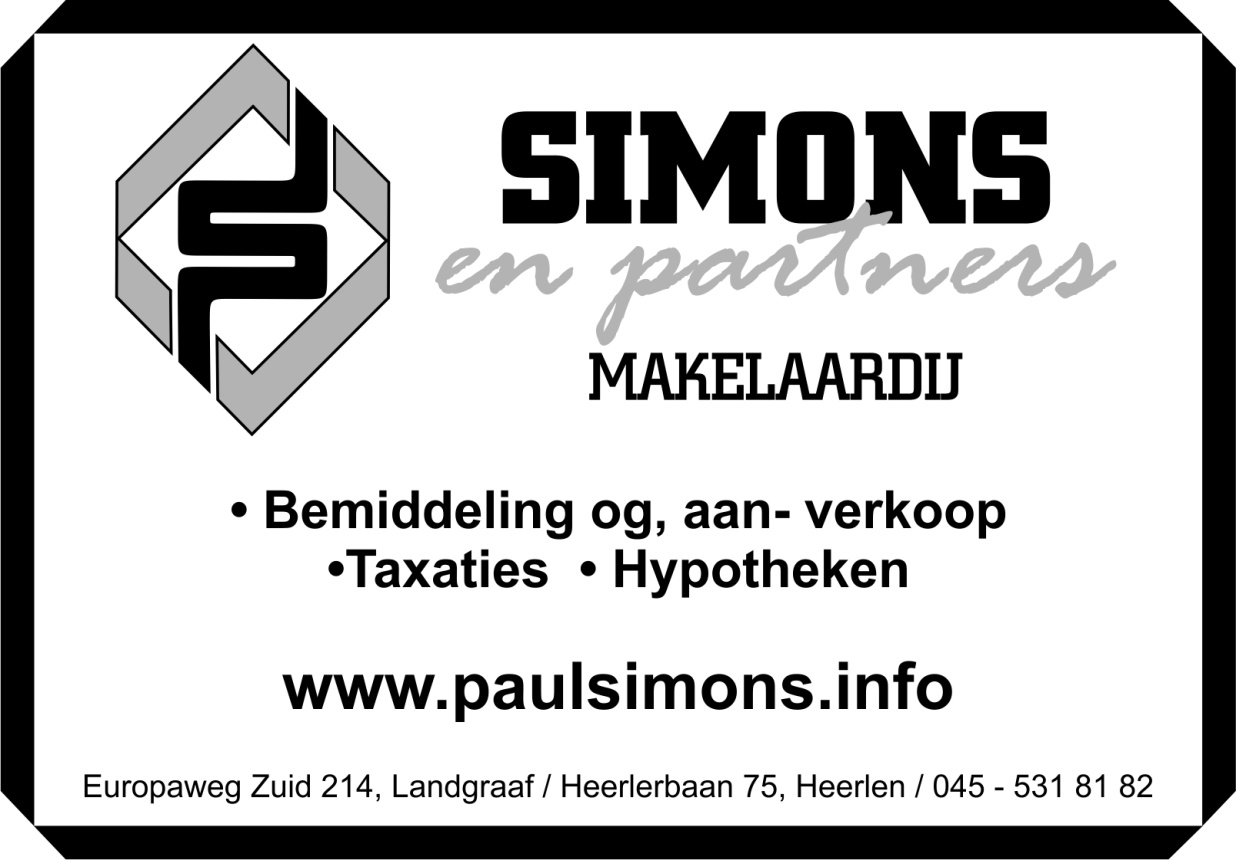 SIMONS
en partners
MAKELAARDIJ
• Bemiddeling og, aan- verkoop
•Taxaties • Hypotheken
www.paulsimons.info
Europaweg Zuid 214, Landgraaf / Heerlerbaan 75, Heerlen / 045 - 531 81 82